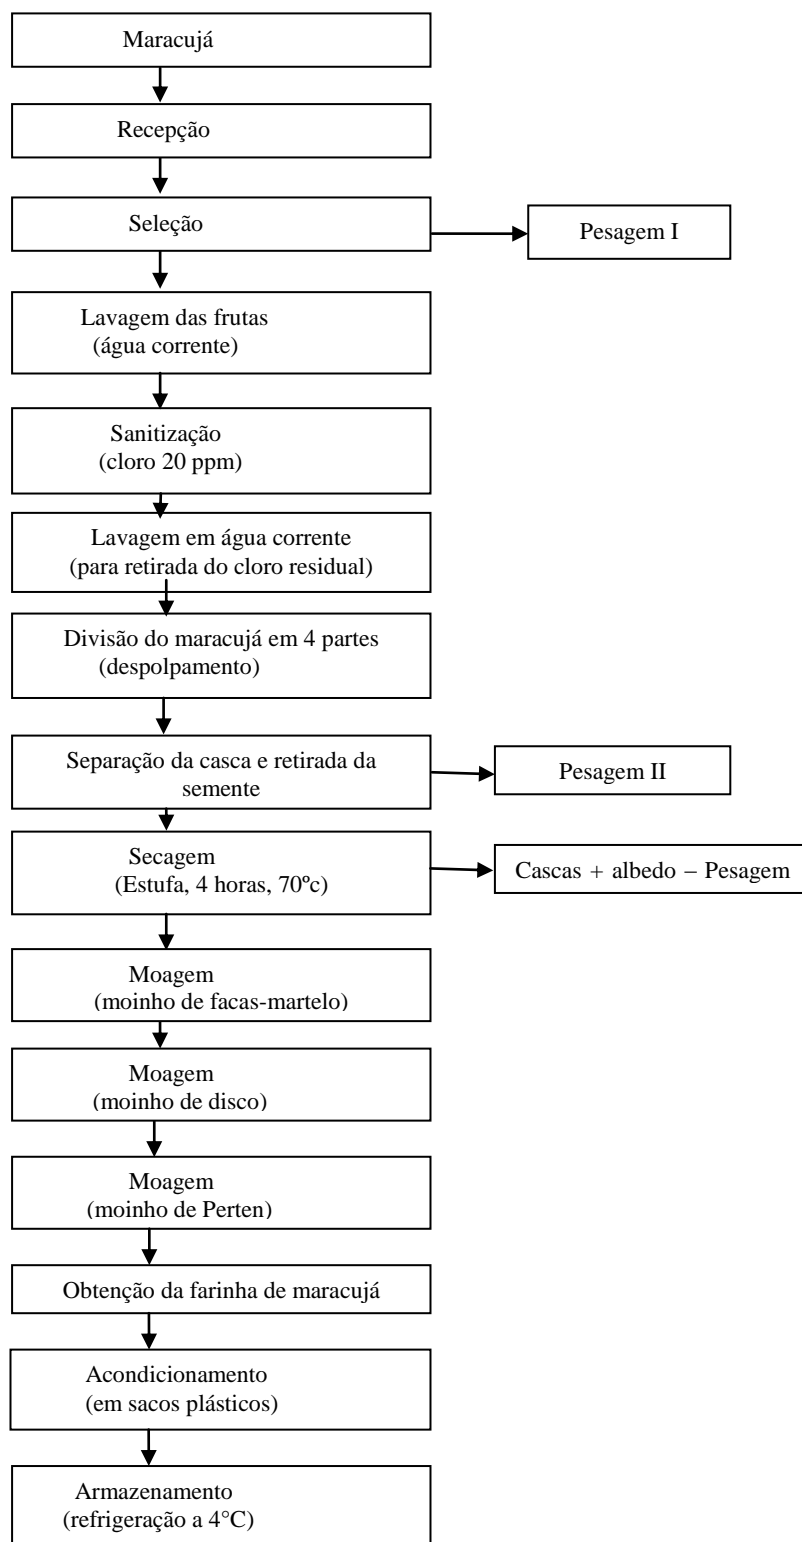 Maracujá
Recepção
Seleção
Pesagem I
Lavagem das frutas
(água corrente)
Sanitização
(cloro 20 ppm)
Lavagem em água corrente
(para retirada do cloro residual)
Divisão do maracujá em 4 partes
(despolpamento)
Separação da casca e retirada da
semente
Pesagem II
Secagem
(Estufa, 4 horas, 70ºc)
Cascas + albedo – Pesagem
Moagem
(moinho de facas-martelo)
Moagem
(moinho de disco)
Moagem
(moinho de Perten)
Obtenção da farinha de maracujá
Acondicionamento
(em sacos plásticos)
Armazenamento
(refrigeração a 4°C)